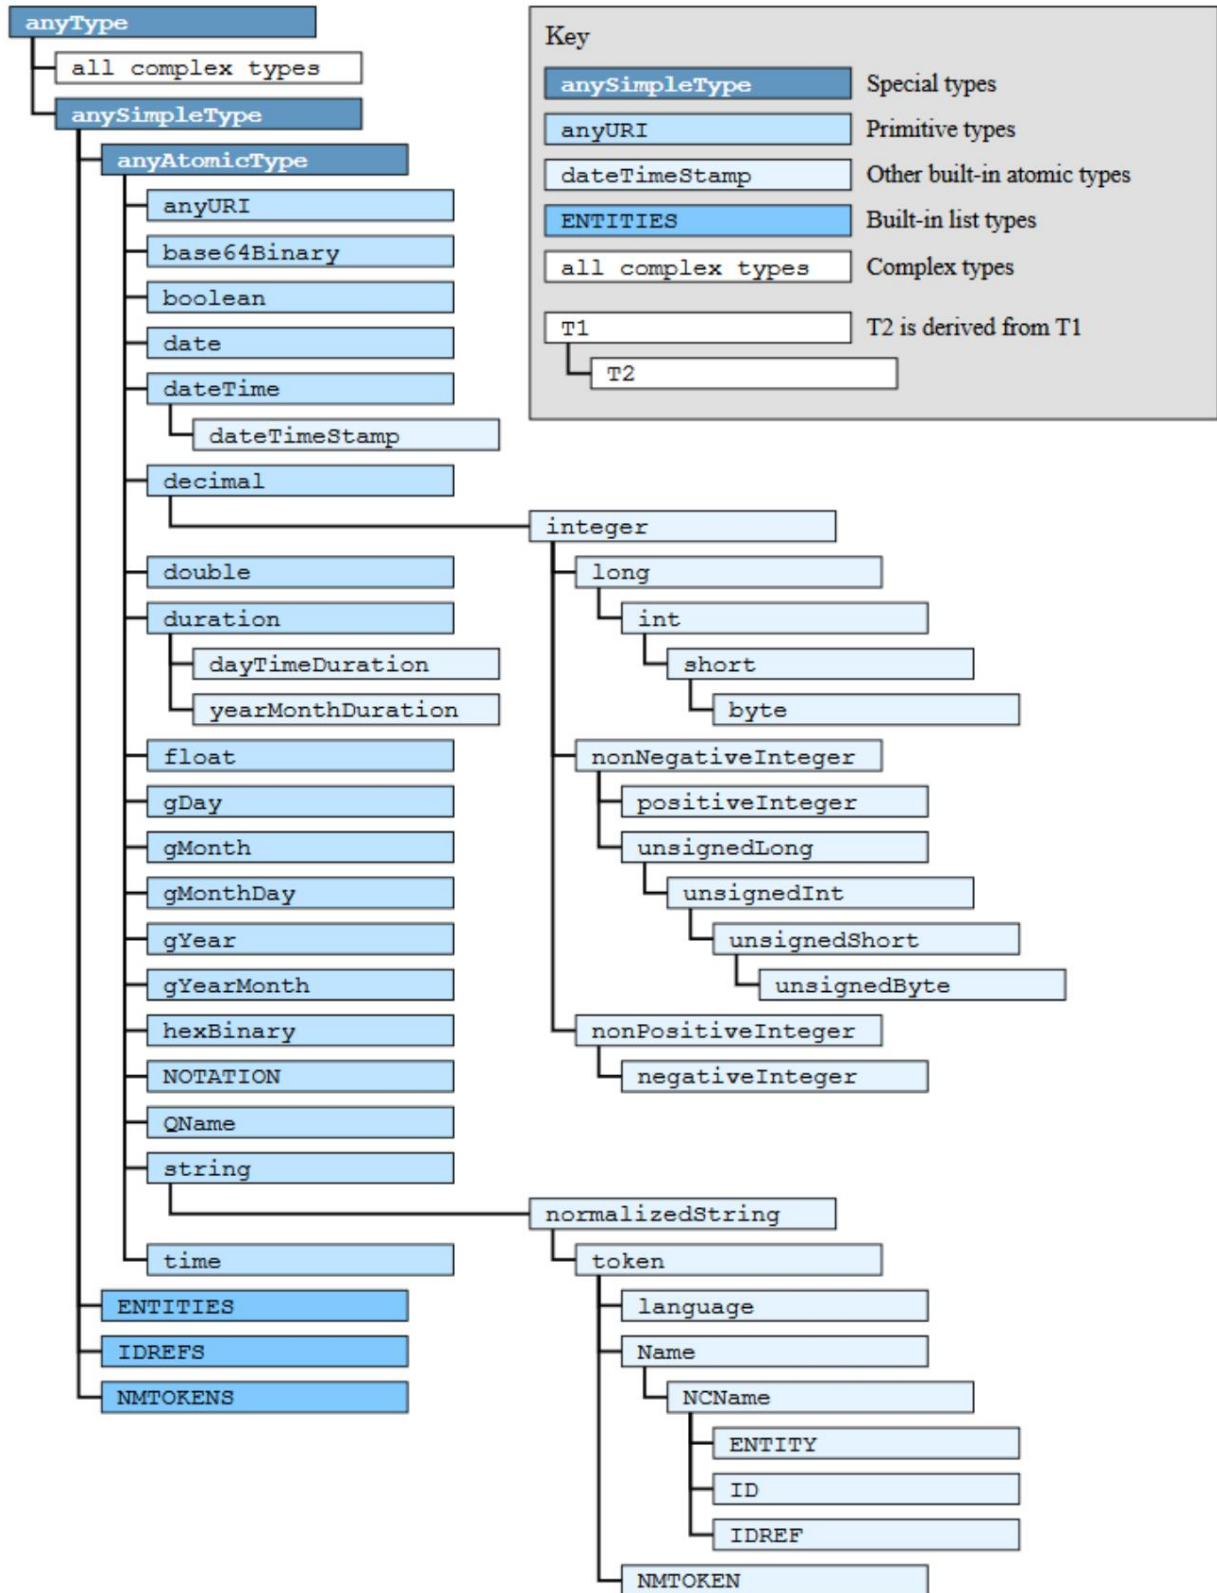 anyType
all complex types
anySimpleType
anyAtomicType
anyURI
base64Binary
boolean
date
dateTime
dateTimeStamp
decimal
integer
long
int
short
byte
nonNegativeInteger
positiveInteger
unsignedLong
unsignedInt
unsignedShort
unsignedByte
nonPositiveInteger
negativeInteger
double
duration
dayTimeDuration
yearMonthDuration
float
gDay
gMonth
gMonthDay
gYear
gYearMonth
hexBinary
NOTATION
QName
string
normalizedString
token
language
Name
NCName
ENTITY
ID
IDREF
NMTOKEN
time
ENTITIES
IDREFS
NMTOKENS
Key
anySimpleType Special types
anyURI Primitive types
dateTimeStamp Other built-in atomic types
ENTITIES Built-in list types
all complex types Complex types
T1 T2 is derived from T1
T2